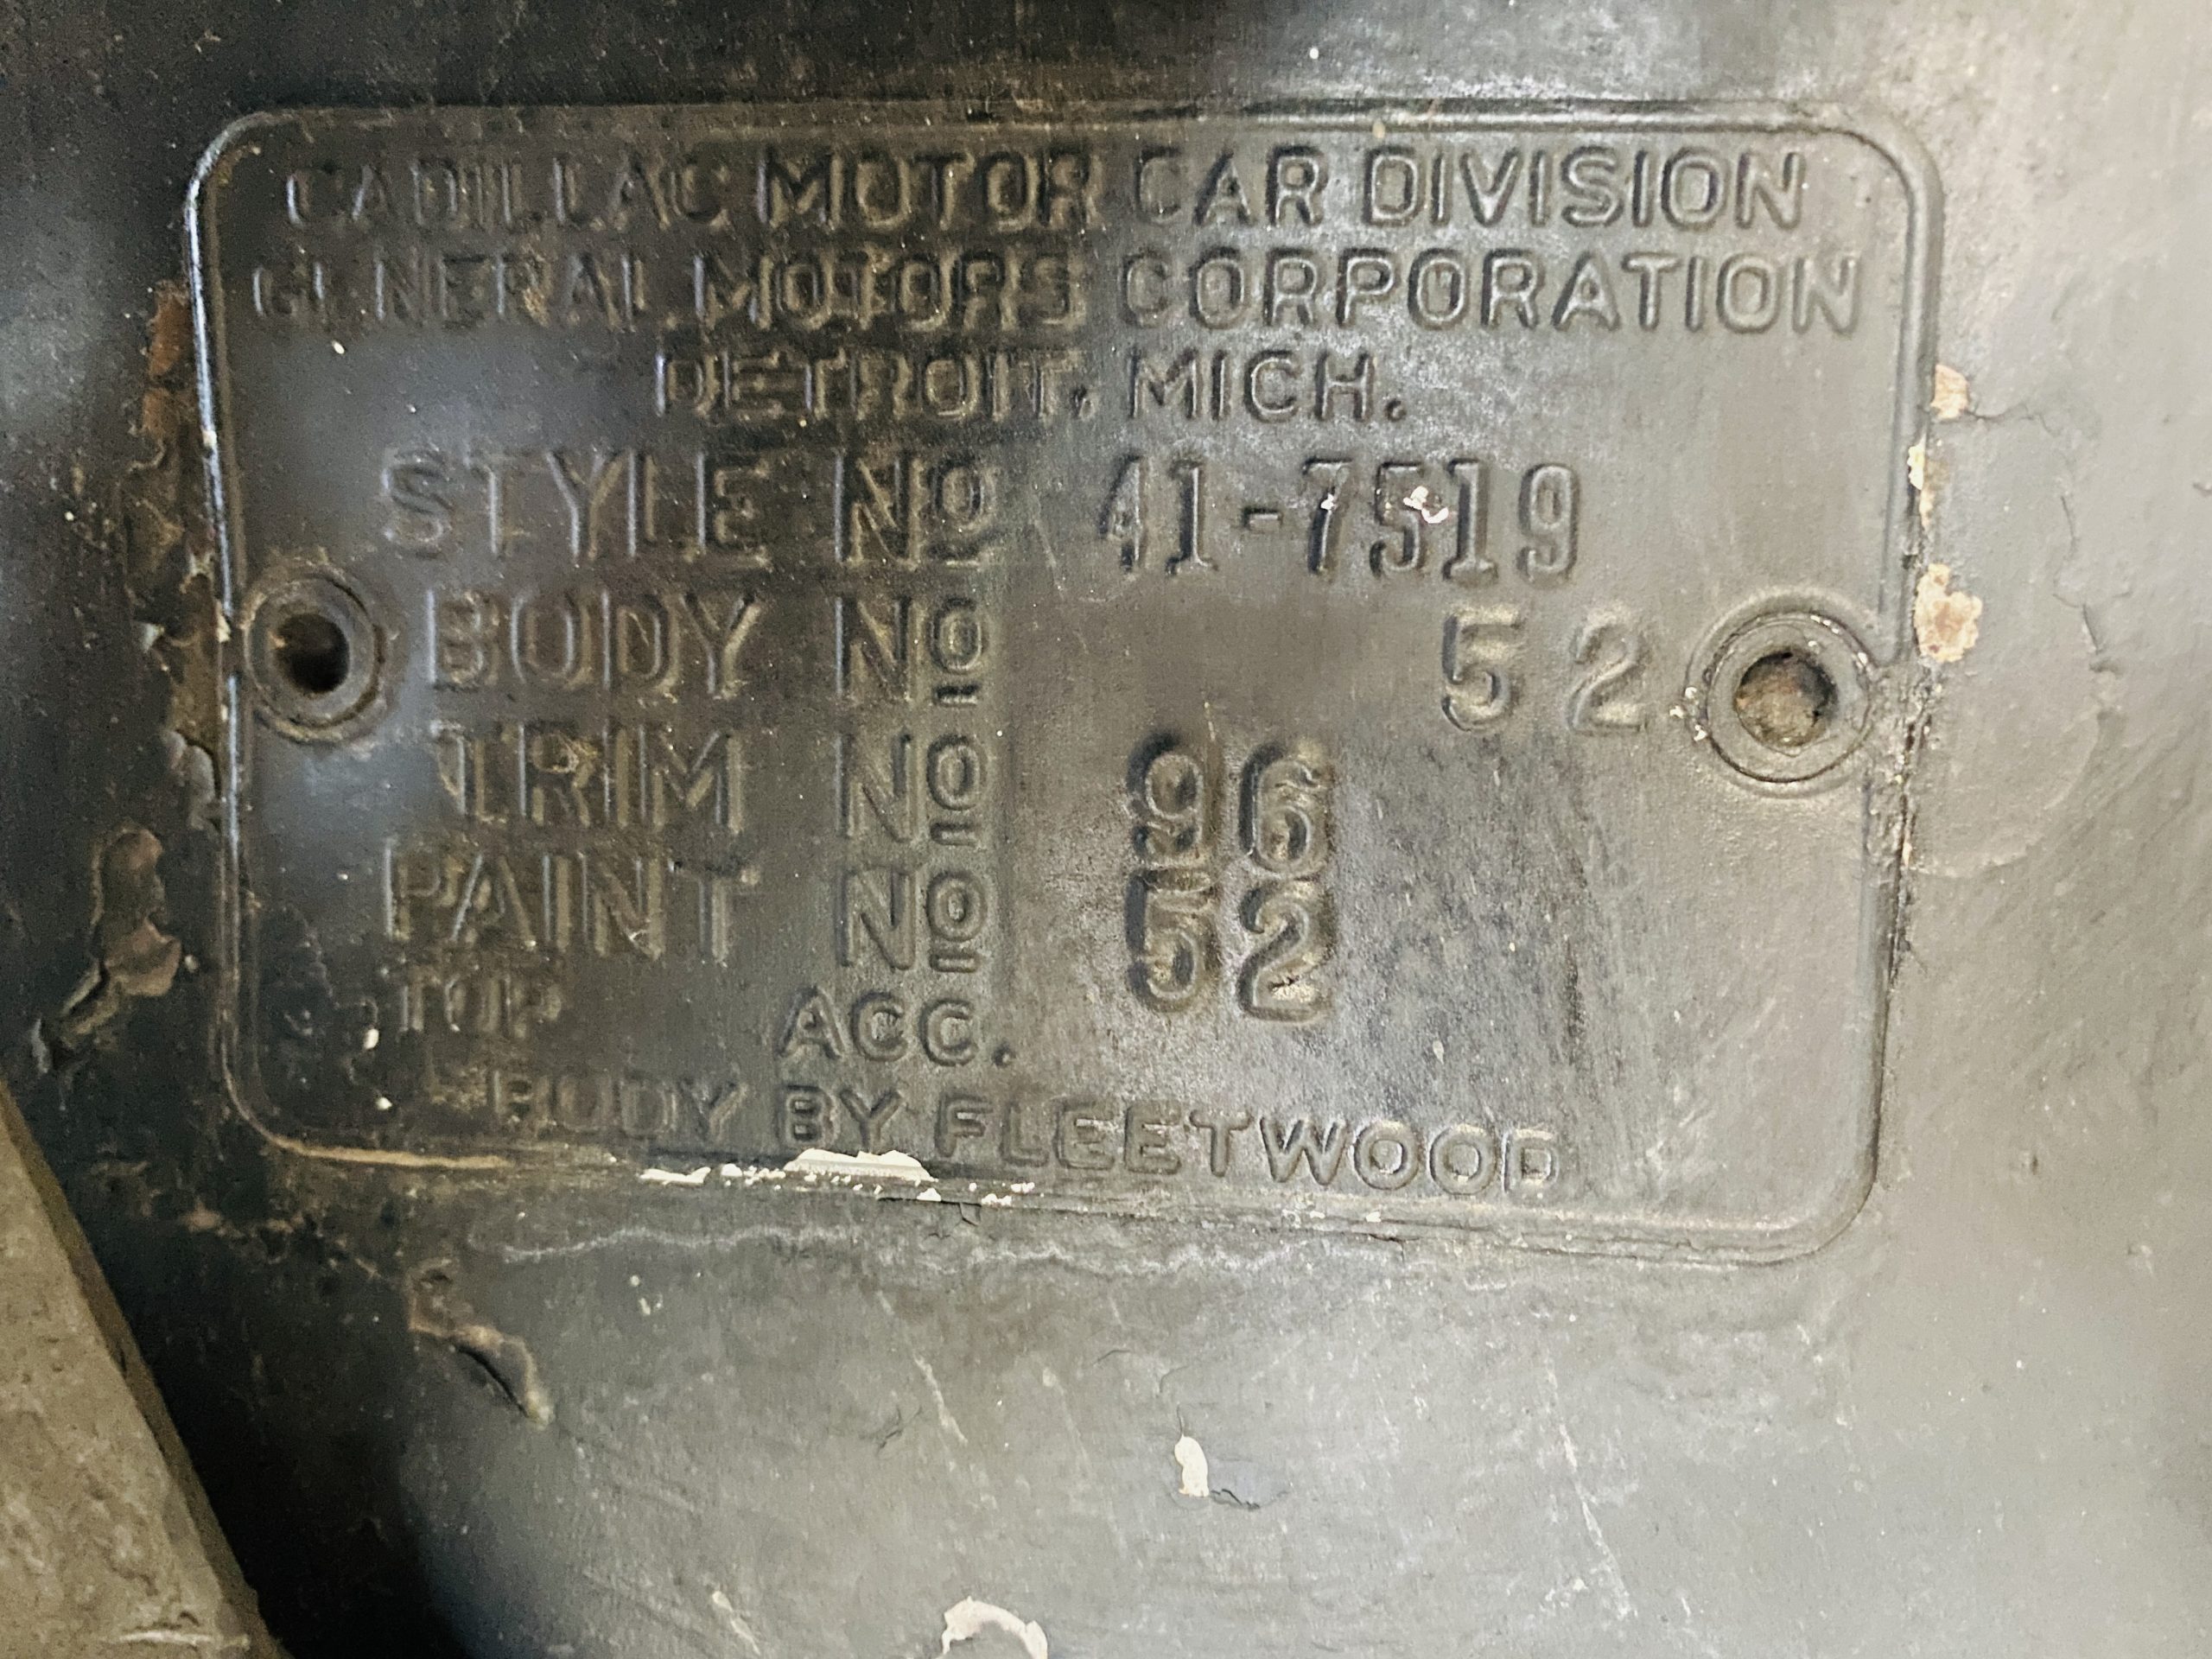 CADILLAC MOTOR CAR DIVISION
GENERAL MOTORS CORPORATION
DETROIT, MICH.
STYLE No 41-7519
BODY No 52
TRIM No 96
PAINT No 52
TOP ACC.
BODY BY FLEETWOOD